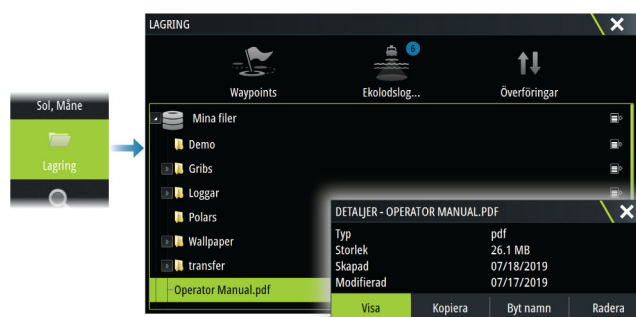 LAGRING
6
Waypoints
Ekolodslog...
Överföringar
Sol, Måne
Lagring
Mina filer
Demo
Gribs
Loggar
Polars
Wallpaper
transfer
Operator Manual.pdf
DETALJER - OPERATOR MANUAL.PDF
Typ pdf
Storlek 26.1 MB
Skapad 07/18/2019
Modifierad 07/17/2019
Visa Kopiera Byt namn Radera